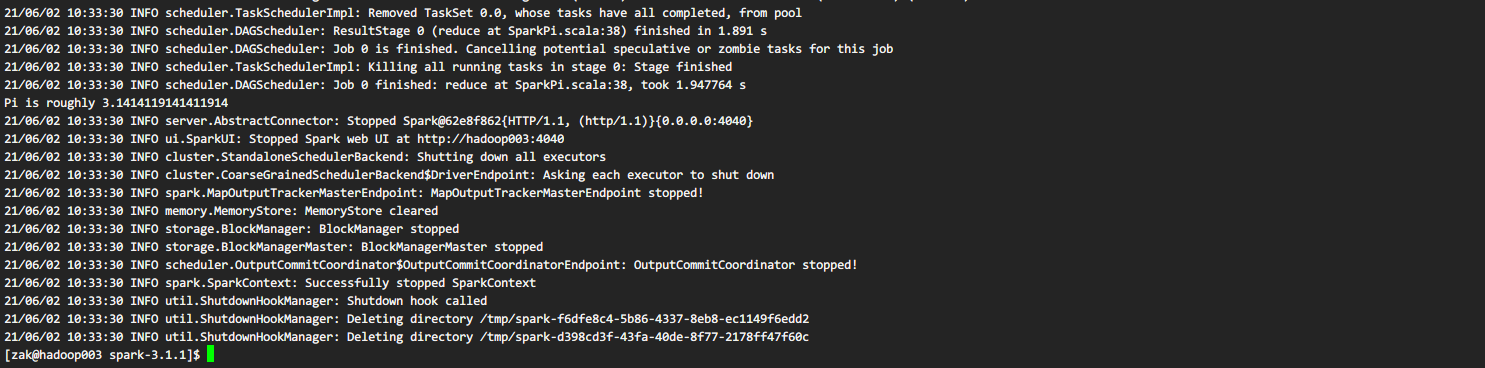 21/06/02 10:33:30 INFO scheduler.TaskSchedulerImpl: Removed TaskSet 0.0, whose tasks have all completed, from pool
21/06/02 10:33:30 INFO scheduler.DAGScheduler: ResultStage 0 (reduce at SparkPi.scala:38) finished in 1.891 s
21/06/02 10:33:30 INFO scheduler.DAGScheduler: Job 0 is finished. Cancelling potential speculative or zombie tasks for this job
21/06/02 10:33:30 INFO scheduler.TaskSchedulerImpl: Killing all running tasks in stage 0: Stage finished
21/06/02 10:33:30 INFO scheduler.DAGScheduler: Job 0 finished: reduce at SparkPi.scala:38, took 1.947764 s
Pi is roughly 3.1414119141411914
21/06/02 10:33:30 INFO server.AbstractConnector: Stopped Spark@62e8f862{HTTP/1.1, (http/1.1)}{0.0.0.0:4040}
21/06/02 10:33:30 INFO ui.SparkUI: Stopped Spark web UI at http://hadoop003:4040
21/06/02 10:33:30 INFO cluster.StandaloneSchedulerBackend: Shutting down all executors
21/06/02 10:33:30 INFO cluster.CoarseGrainedSchedulerBackend$DriverEndpoint: Asking each executor to shut down
21/06/02 10:33:30 INFO spark.MapOutputTrackerMasterEndpoint: MapOutputTrackerMasterEndpoint stopped!
21/06/02 10:33:30 INFO memory.MemoryStore: MemoryStore cleared
21/06/02 10:33:30 INFO storage.BlockManager: BlockManager stopped
21/06/02 10:33:30 INFO storage.BlockManagerMaster: BlockManagerMaster stopped
21/06/02 10:33:30 INFO scheduler.OutputCommitCoordinator$OutputCommitCoordinatorEndpoint: OutputCommitCoordinator stopped!
21/06/02 10:33:30 INFO spark.SparkContext: Successfully stopped SparkContext
21/06/02 10:33:30 INFO util.ShutdownHookManager: Shutdown hook called
21/06/02 10:33:30 INFO util.ShutdownHookManager: Deleting directory /tmp/spark-f6dfe8c4-5b86-4337-8eb8-ec1149f6edd2
21/06/02 10:33:30 INFO util.ShutdownHookManager: Deleting directory /tmp/spark-d398cd3f-43fa-40de-8f77-2178ff47f60c
[zak@hadoop003 spark-3.1.1]$